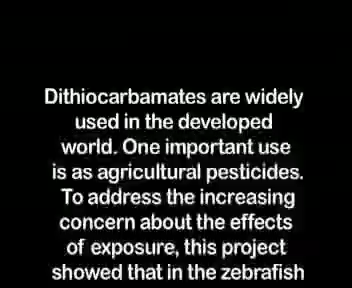 Dithiocarbamates are widely
used in the developed
world. One important use
is as agricultural pesticides.
To address the increasing
concern about the effects
of exposure, this project
showed that in the zebrafish